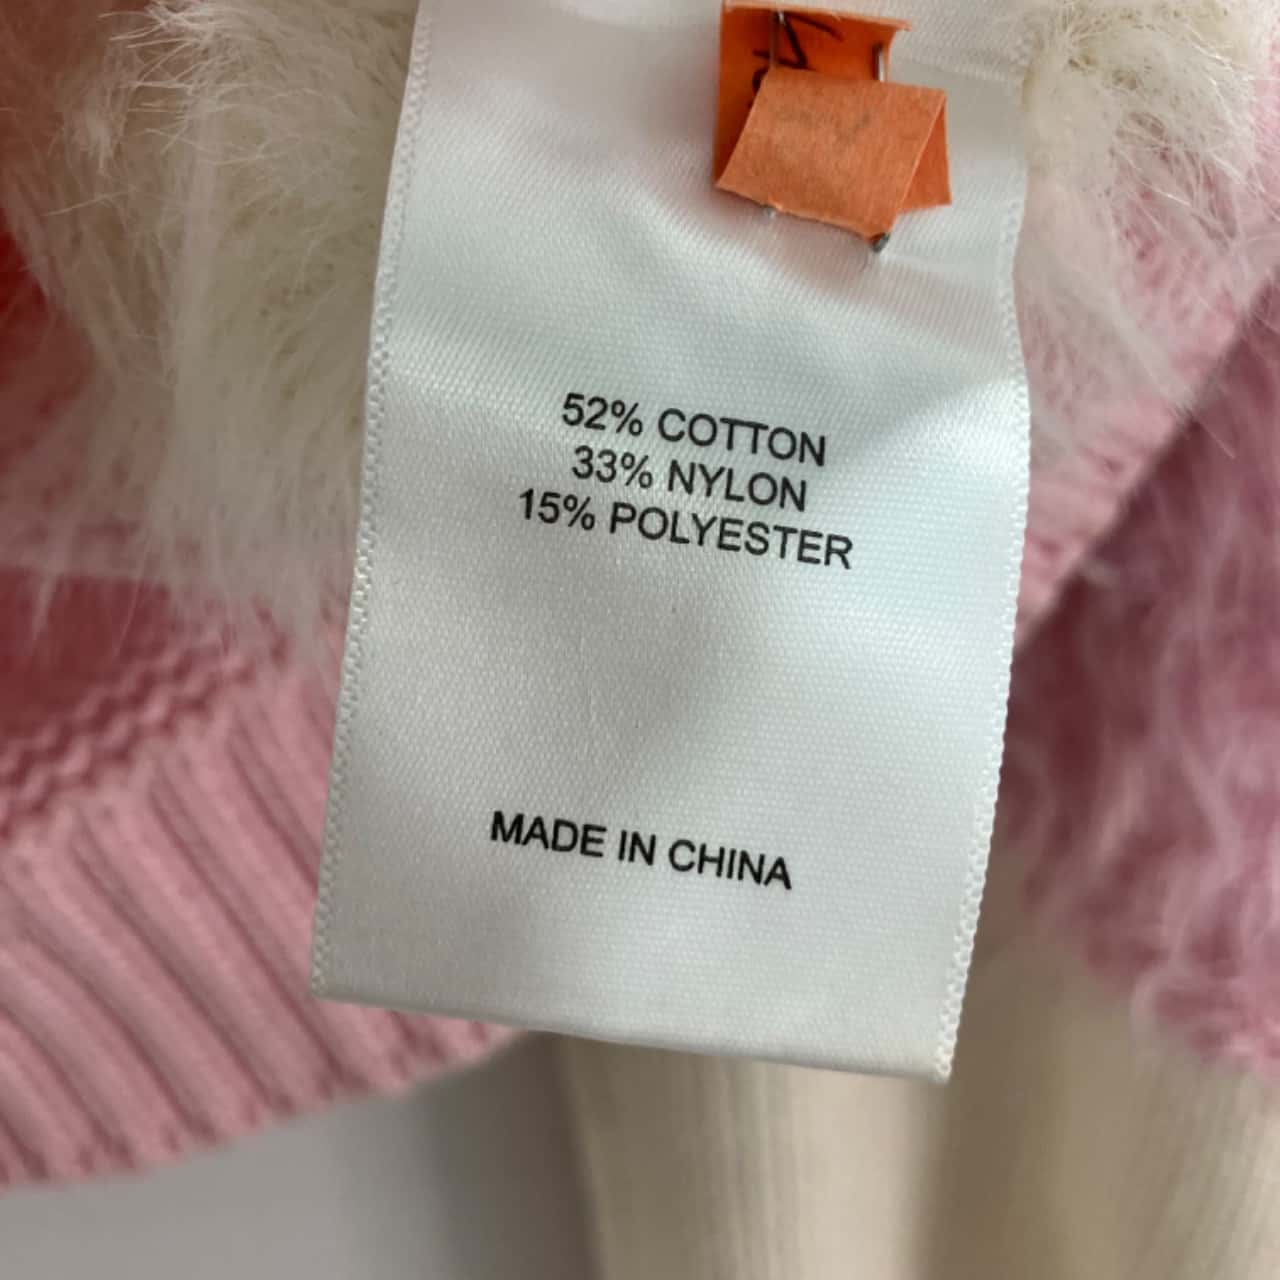 52% COTTON
33% NYLON
15% POLYESTER
MADE IN CHINA